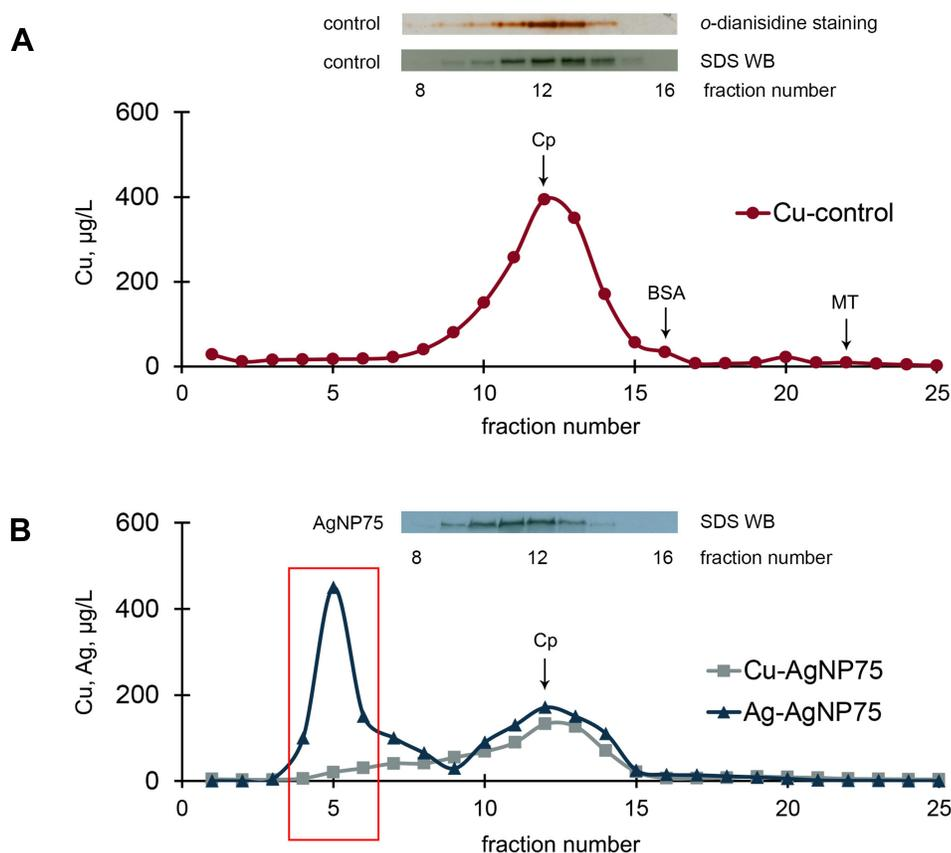 A
control o-dianisidine staining
control SDS WB
8 12 16 fraction number
600
Cp
400
Cu-control
Cu, µg/L
BSA
MT
200
0
0 5 10 15 20 25
fraction number
B
600
AgNP75 SDS WB
8 12 16 fraction number
400
Cp
Cu, Ag, µg/L
Cu-AgNP75
200
Ag-AgNP75
0
0 5 10 15 20 25
fraction number